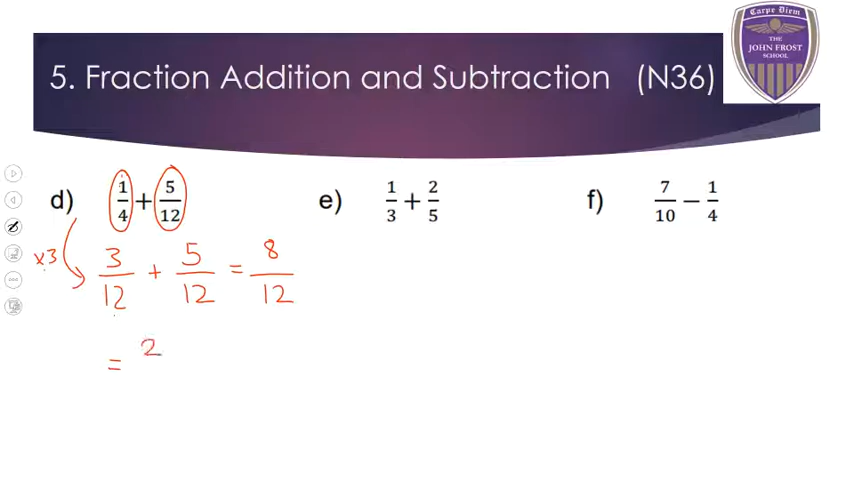 Carpe Diem
THE
JOHN FROST
SCHOOL
5. Fraction Addition and Subtraction (N36)
d) 1/4 + 5/12
e) 1/3 + 2/5
f) 7/10 − 1/4
x3
3/12 + 5/12 = 8/12
= 2